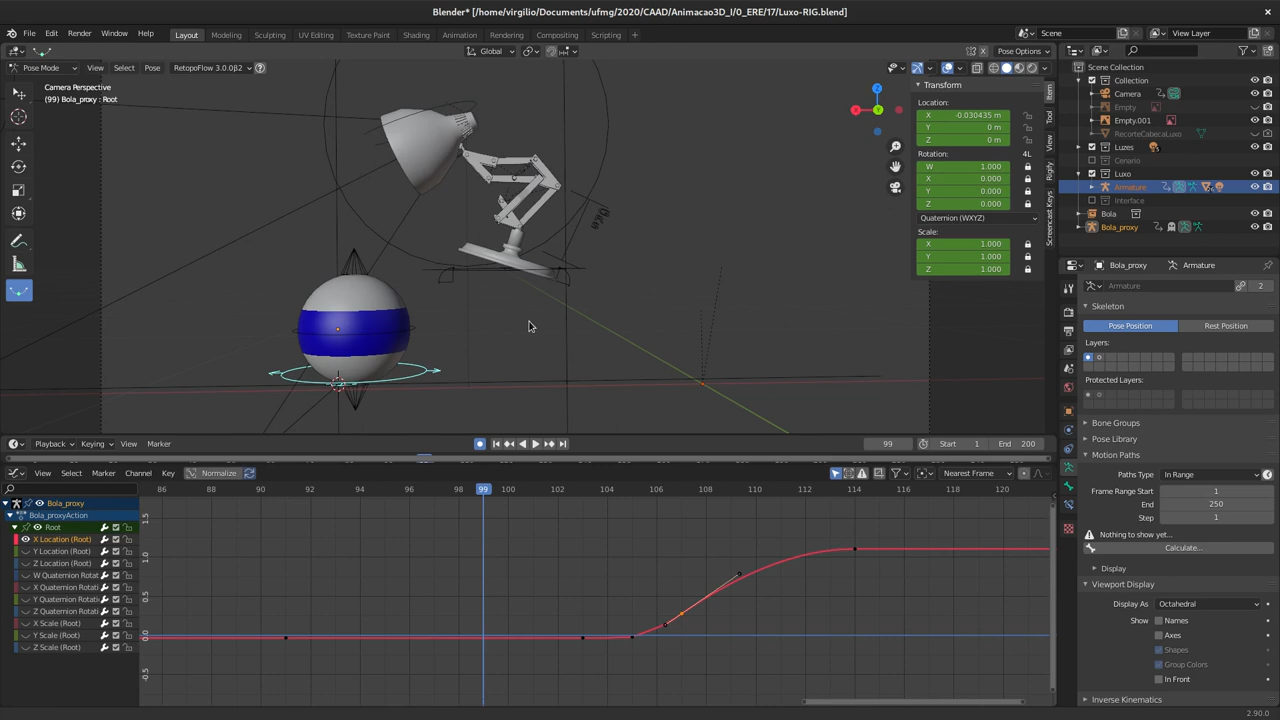 Blender* [/home/virgilio/Documents/ufmg/2020/CAAD/Animacao3D_I/0_ERE/17/Luxo-RIG.blend]
File Edit Render Window Help Layout Modeling Sculpting UV Editing Texture Paint Shading Animation Rendering Compositing Scripting Scene View Layer
Global Pose Options
Pose Mode View Select Pose RetopoFlow 3.0.0β2
Camera Perspective
(99) Bola_proxy : Root
Transform
Location:
X -0.030435 m
Y 0 m
Z 0 m
Rotation: 4L
W 1.000
X 0.000
Y 0.000
Z 0.000
Quaternion (WXYZ)
Scale:
X 1.000
Y 1.000
Z 1.000
Item
Tool
View
Rigify
Screencast Keys
X
Y
Z
Scene Collection
Collection
Camera
Empty
Empty.001
RecorteCabecaLuxo
Luzes
Cenario
Luxo
Armature
Interface
Bola
Bola_proxy
Bola_proxy Armature
Armature 2
Skeleton
Pose Position Rest Position
Layers:
Protected Layers:
Bone Groups
Pose Library
Motion Paths
Paths Type In Range
Frame Range Start 1
End 250
Step 1
Nothing to show yet...
Calculate...
Display
Viewport Display
Display As Octahedral
Show Names
Axes
Shapes
Group Colors
In Front
Inverse Kinematics
Playback Keying View Marker 99 Start 1 End 200
View Select Marker Channel Key Normalize Nearest Frame
86 88 90 92 94 96 98 99 100 102 104 106 108 110 112 114 116 118 120
1.5
1.0
0.5
0.0
-0.5
Bola_proxy
Bola_proxyAction
Root
X Location (Root)
Y Location (Root)
Z Location (Root)
W Quaternion Rotat
X Quaternion Rotati
Y Quaternion Rotati
Z Quaternion Rotati
X Scale (Root)
Y Scale (Root)
Z Scale (Root)
2.90.0